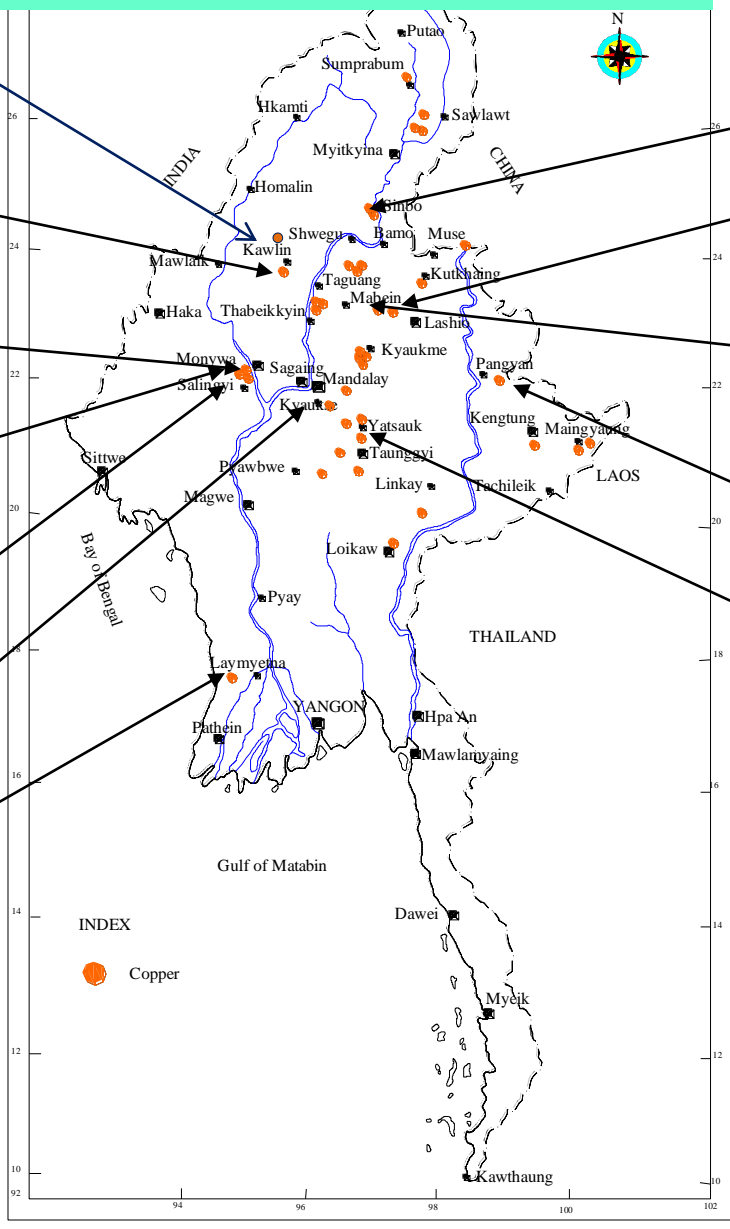 N
Putao
Sumprabum
26
Hkamti
Sawlawt
26
Myitkyina
INDIA
CHINA
Homalin
Sinbo
24
Shwegu
Bamo
Muse
Kawlin
Mawlaik
24
Kutkhaing
Taguang
Mabein
Haka
Thabeikkyin
Lashio
Monywa
Kyaukme
22
Sagaing
Pangyan
Salingyi
Mandalay
22
Kyaukse
Kengtung
Yatsauk
Maingyaung
Sittwe
Taunggyi
Pyawbwe
LAOS
Linkay
Tachileik
Magwe
20
20
Loikaw
Bay of Bengal
Pyay
THAILAND
18
Laymyetna
18
YANGON
Hpa An
Pathein
Mawlamyaing
16
16
Gulf of Matabin
14
Dawei
14
INDEX
Copper
Myeik
12
12
10
Kawthaung
10
92
94
96
98
100
102